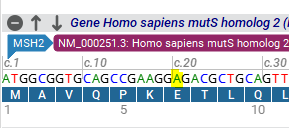 Gene Homo sapiens mutS homolog 2 (
MSH2 NM_000251.3: Homo sapiens mutS homolog
c.1 c.10 c.20 c.30
ATGGCGGTGCAGCCGAAGGAGACGCTGCAGTT
M A V Q P K E T L Q L
1 5 10